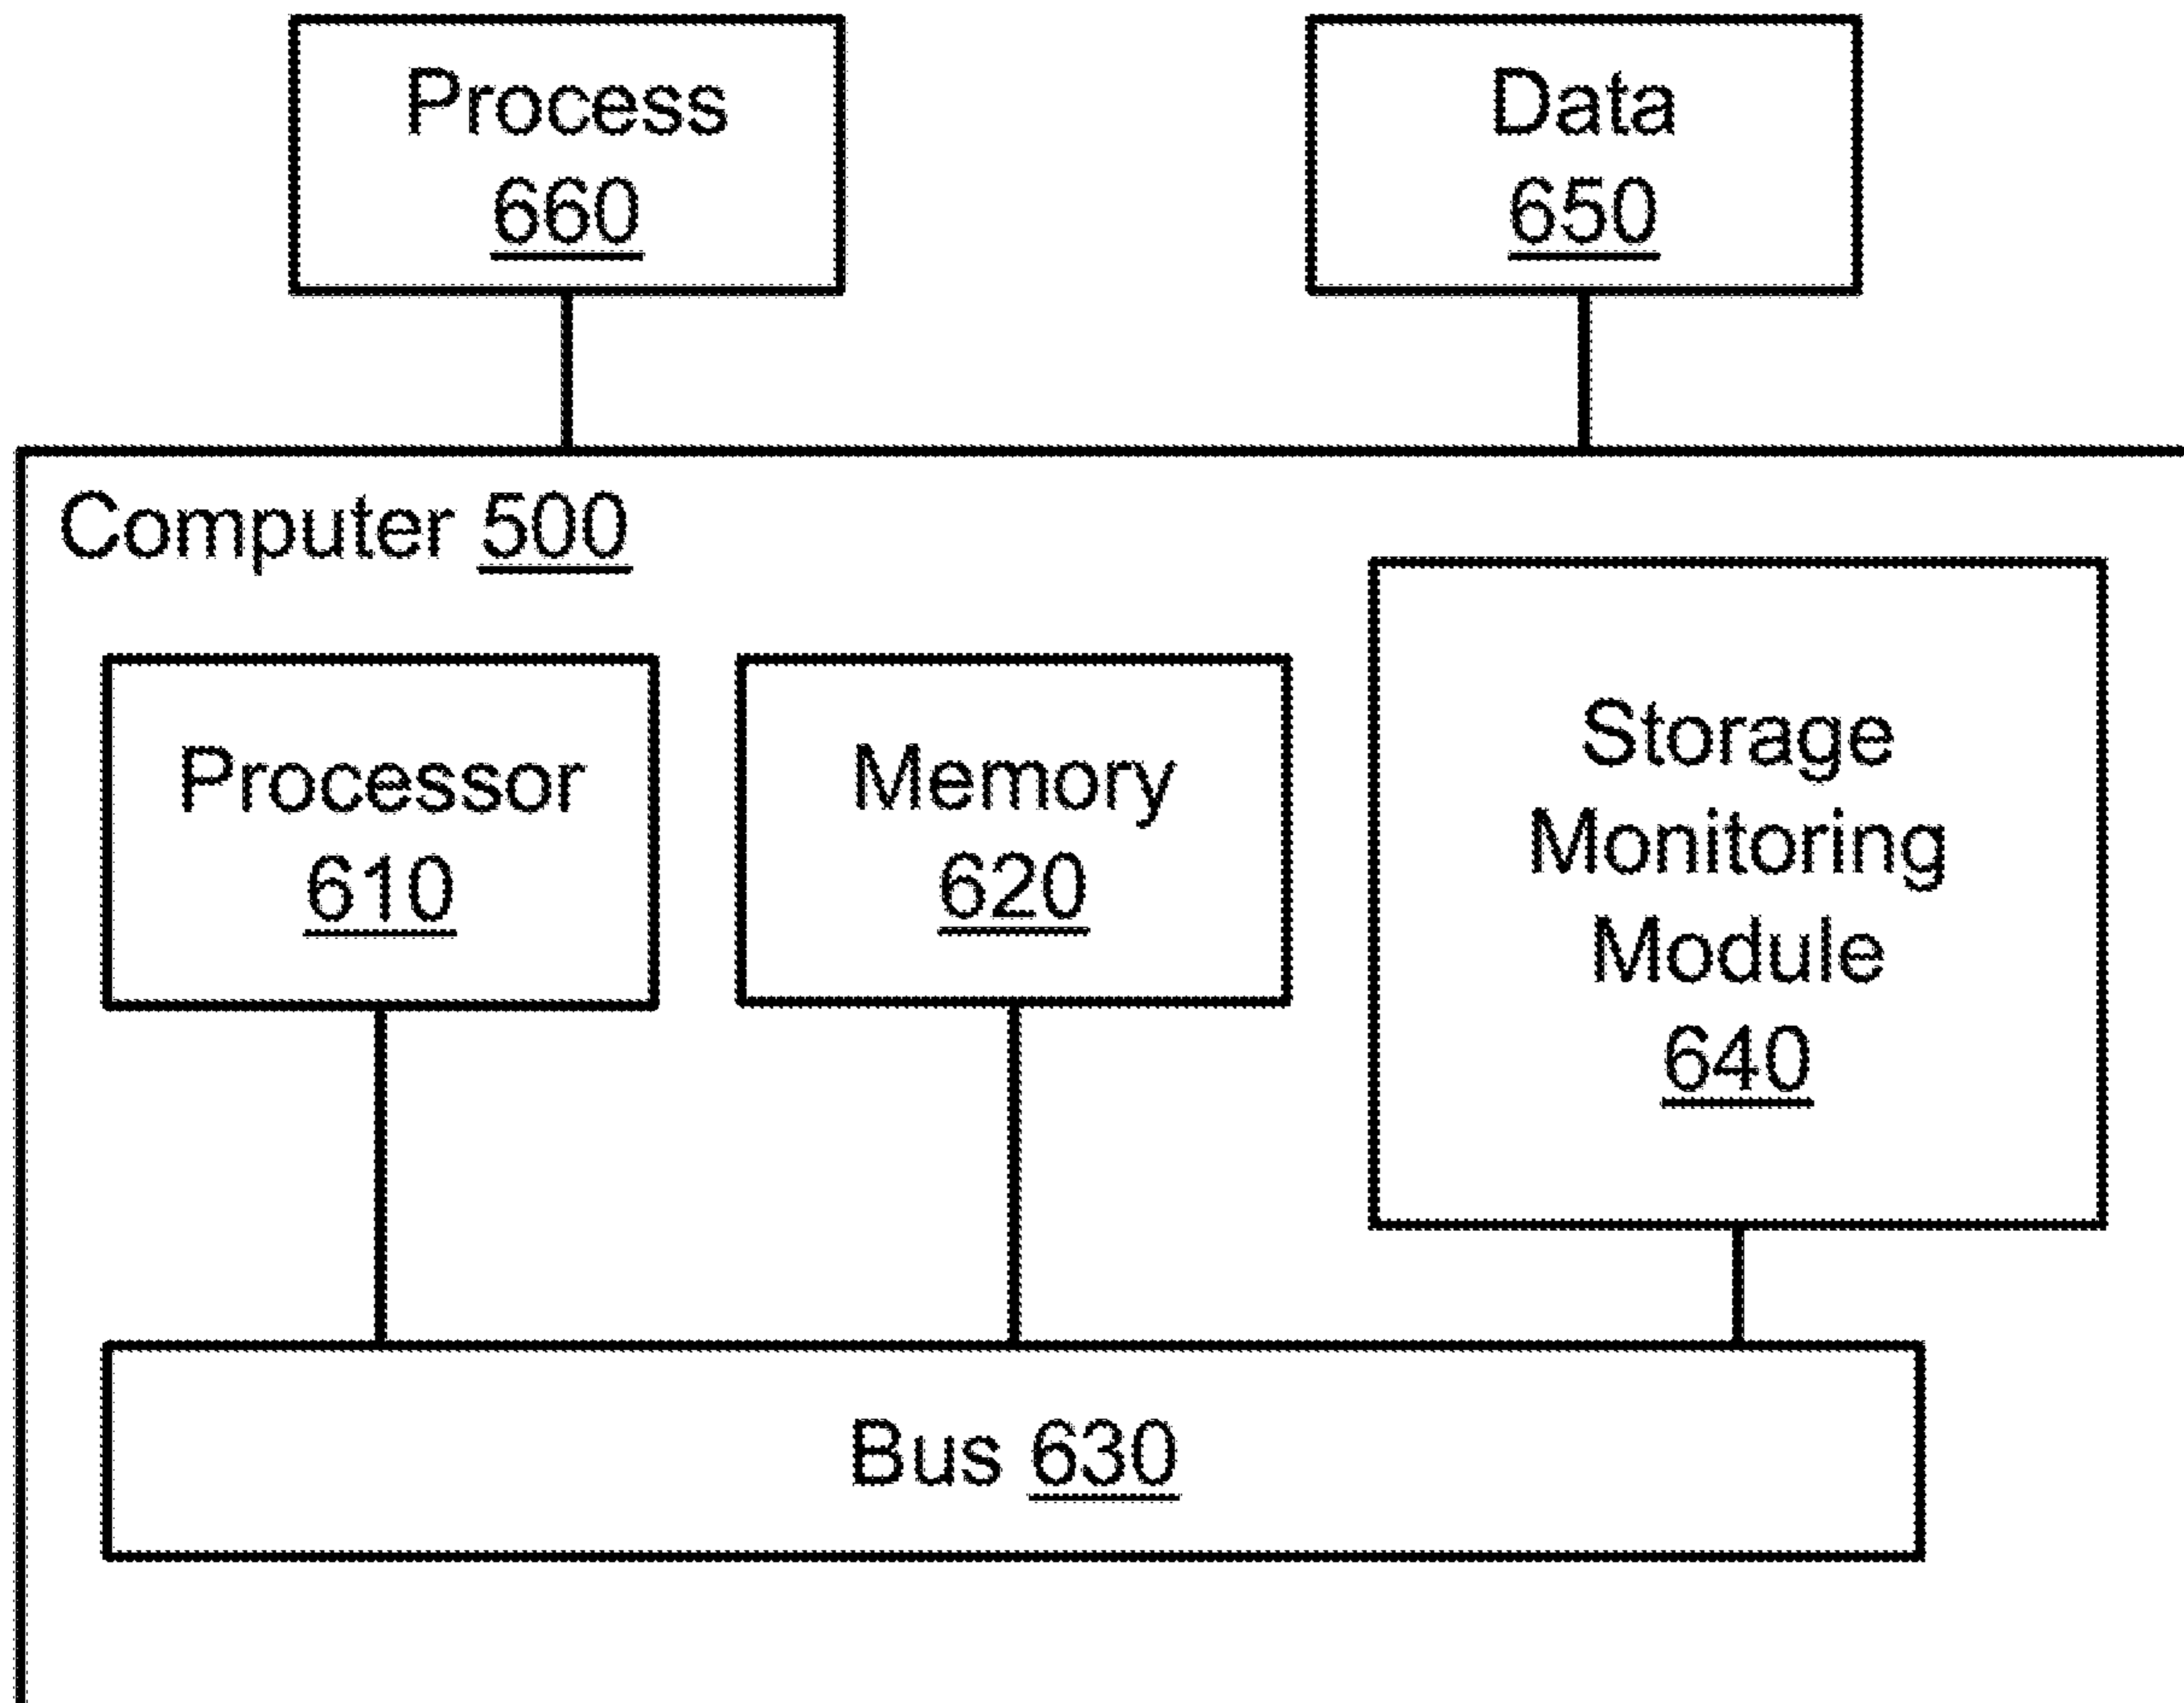 Process
660
Data
650
Computer 500
Processor
610
Memory
620
Storage
Monitoring
Module
640
Bus 630